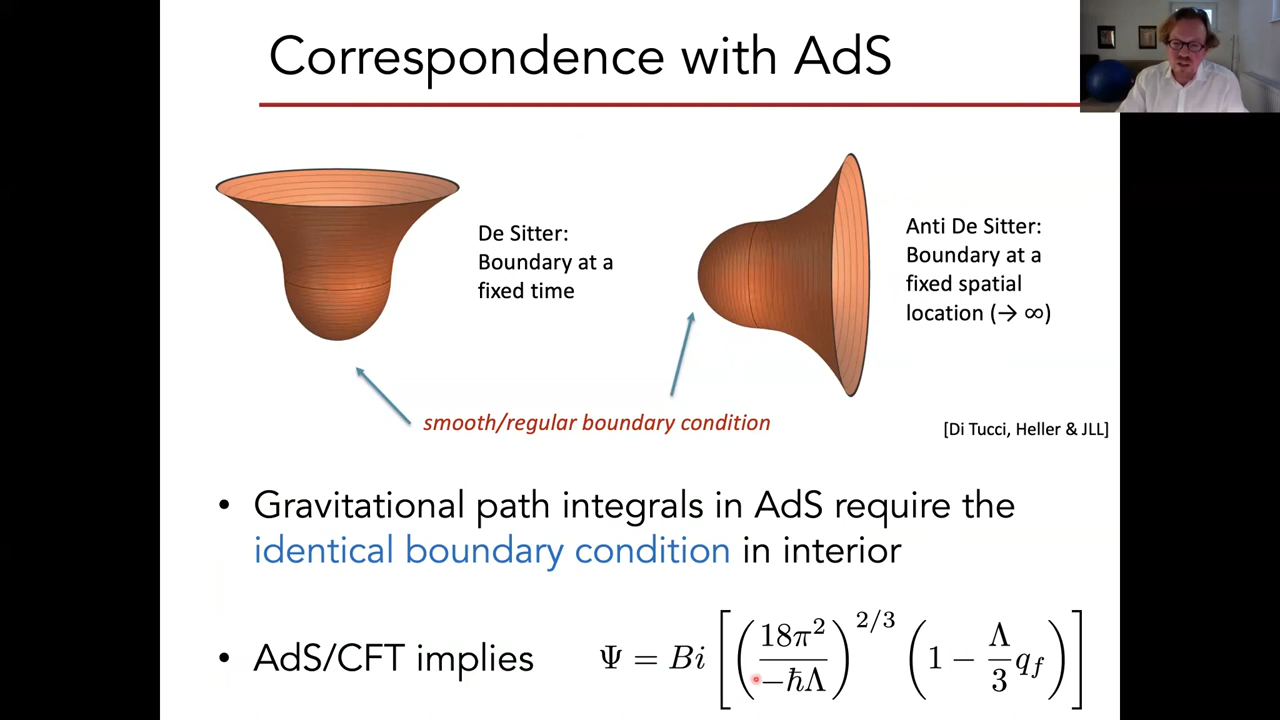 Correspondence with AdS
De Sitter:
Boundary at a
fixed time
Anti De Sitter:
Boundary at a
fixed spatial
location (→ ∞)
smooth/regular boundary condition
[Di Tucci, Heller & JLL]
• Gravitational path integrals in AdS require the
identical boundary condition in interior
• AdS/CFT implies Ψ = Bi [ (18π² / −ħΛ)^{2/3} (1 − Λ/3 q_f) ]